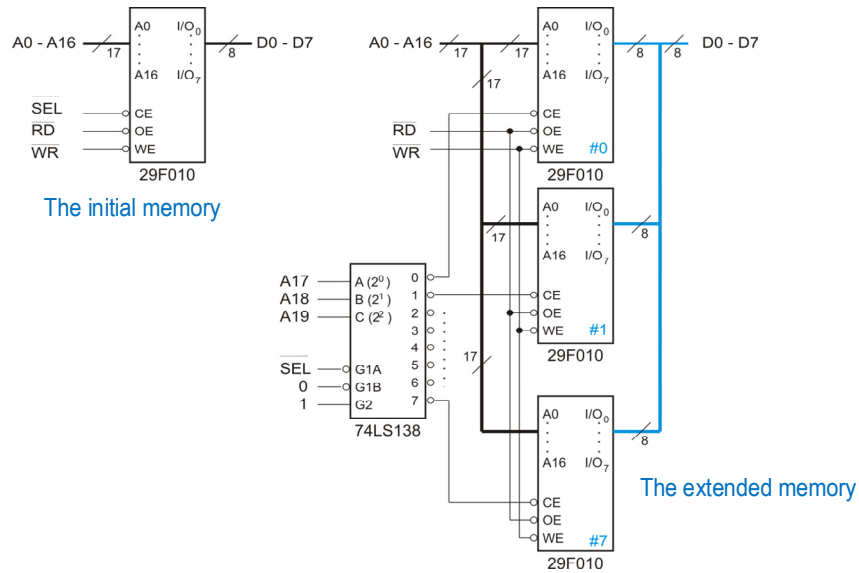 A0 I/O0
A0 - A16 17 8 D0 - D7
A16 I/O7
SEL CE
RD OE
WR WE
29F010
The initial memory
A0 I/O0
A0 - A16 17 17 8 8 D0 - D7
A16 I/O7
17
CE
RD OE
WR WE #0
29F010
A0 I/O0
17 8
A16 I/O7
CE
OE
WE #1
29F010
A17 A (2⁰) 0
A18 B (2¹) 1
A19 C (2²) 2
3
4
SEL G1A 5
0 G1B 6
1 G2 7
74LS138
17
A0 I/O0
8
A16 I/O7
CE
OE
WE #7
29F010
The extended memory